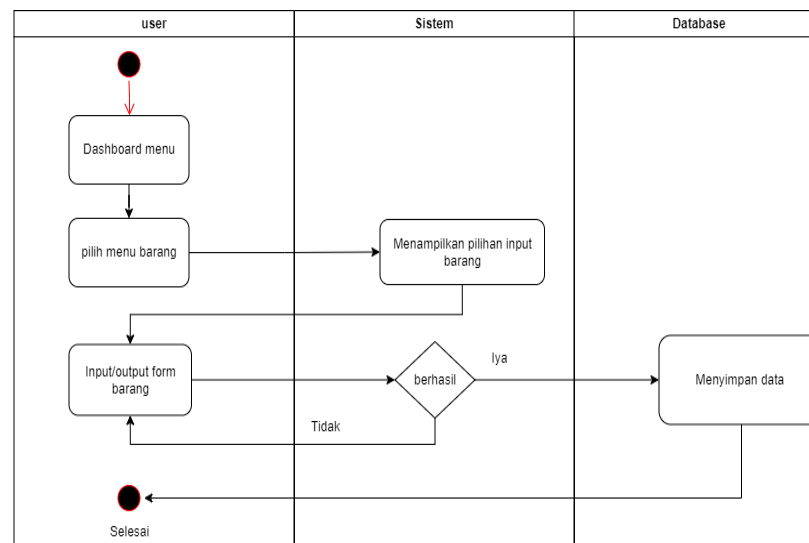 user
Sistem
Database
Dashboard menu
pilih menu barang
Menampilkan pilihan input
barang
Input/output form
barang
berhasil
Iya
Menyimpan data
Tidak
Selesai